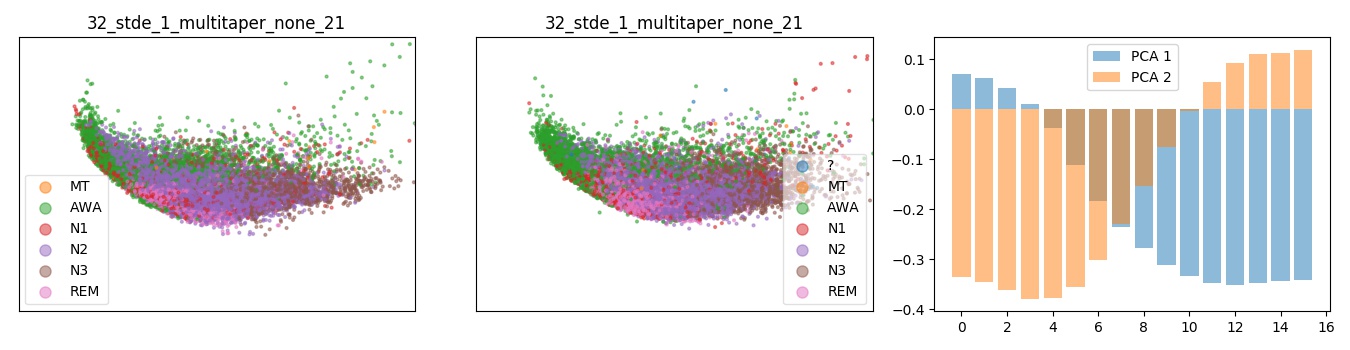 32_stde_1_multitaper_none_21
MT
AWA
N1
N2
N3
REM
32_stde_1_multitaper_none_21
?
MT
AWA
N1
N2
N3
REM
PCA 1
PCA 2
0.1
0.0
−0.1
−0.2
−0.3
−0.4
0 2 4 6 8 10 12 14 16